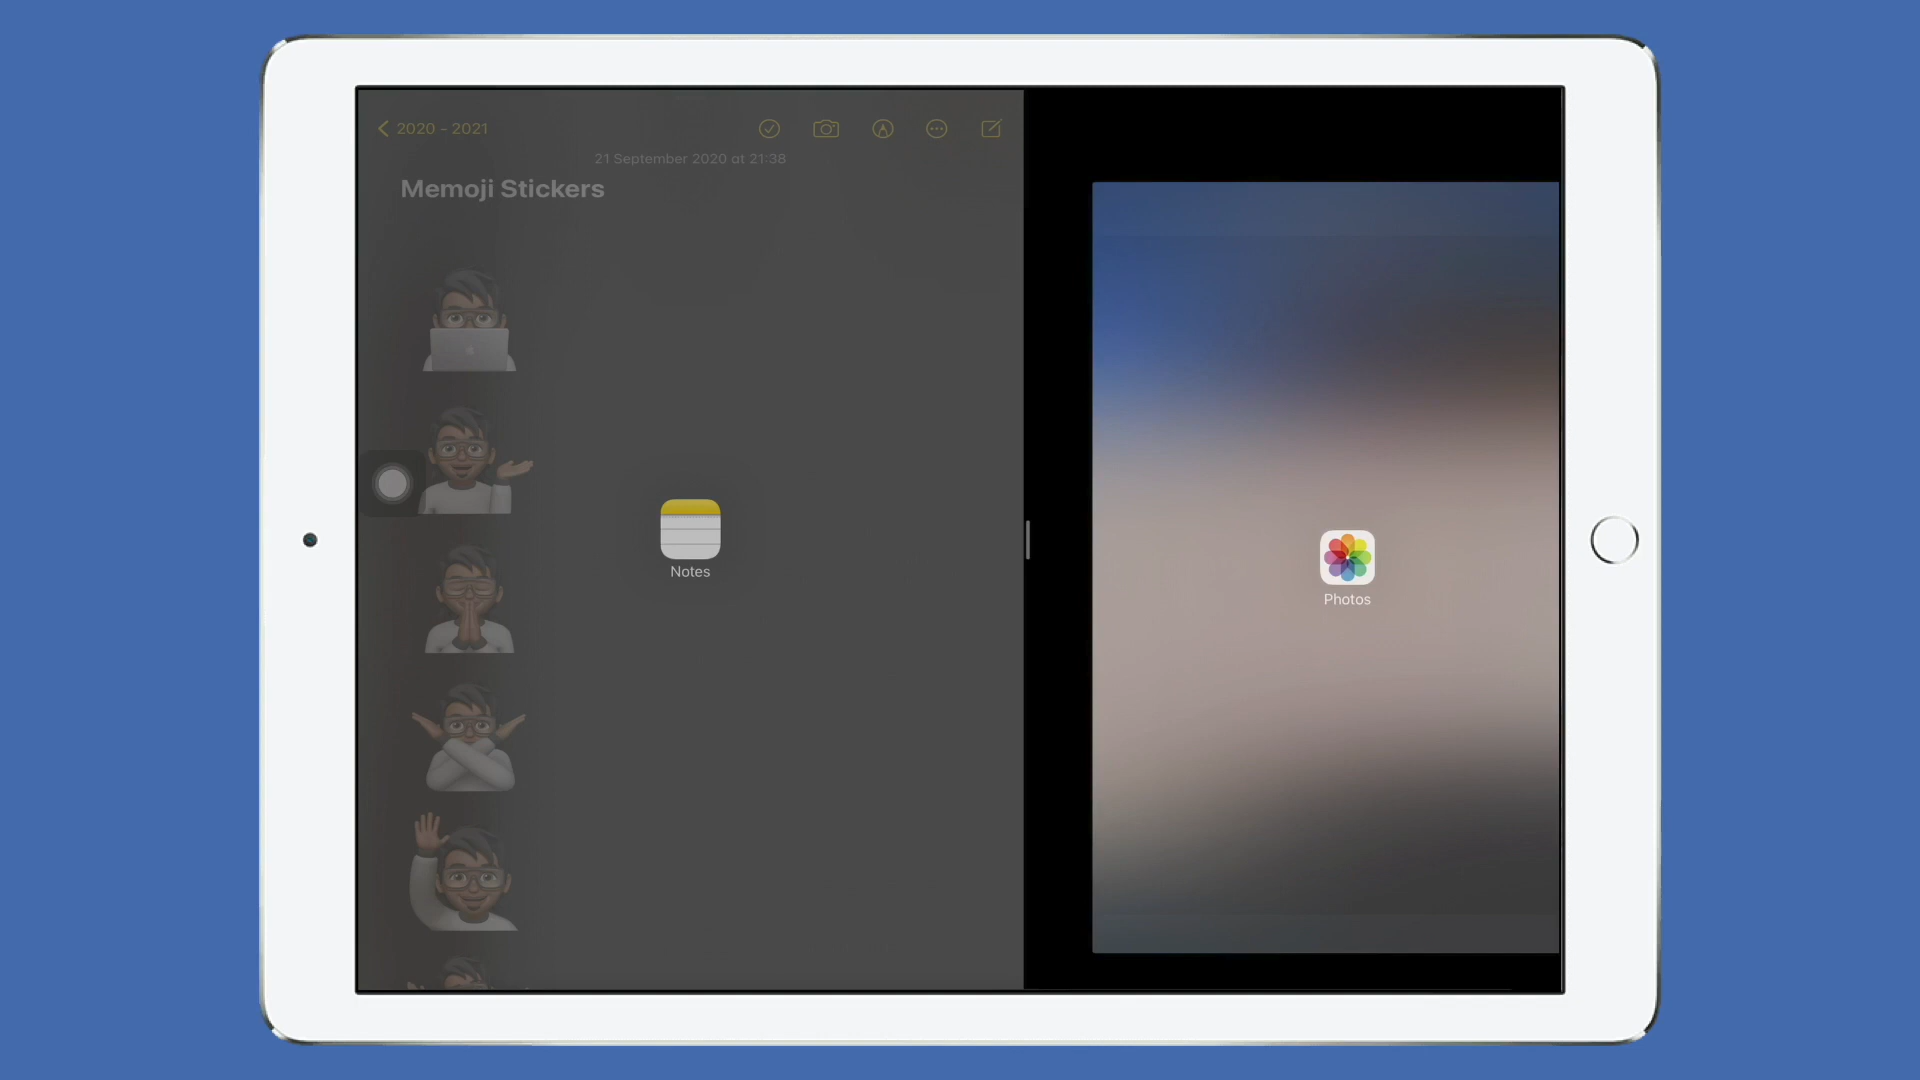 2020 - 2021
21 September 2020 at 21:38
Memoji Stickers
Notes
Photos